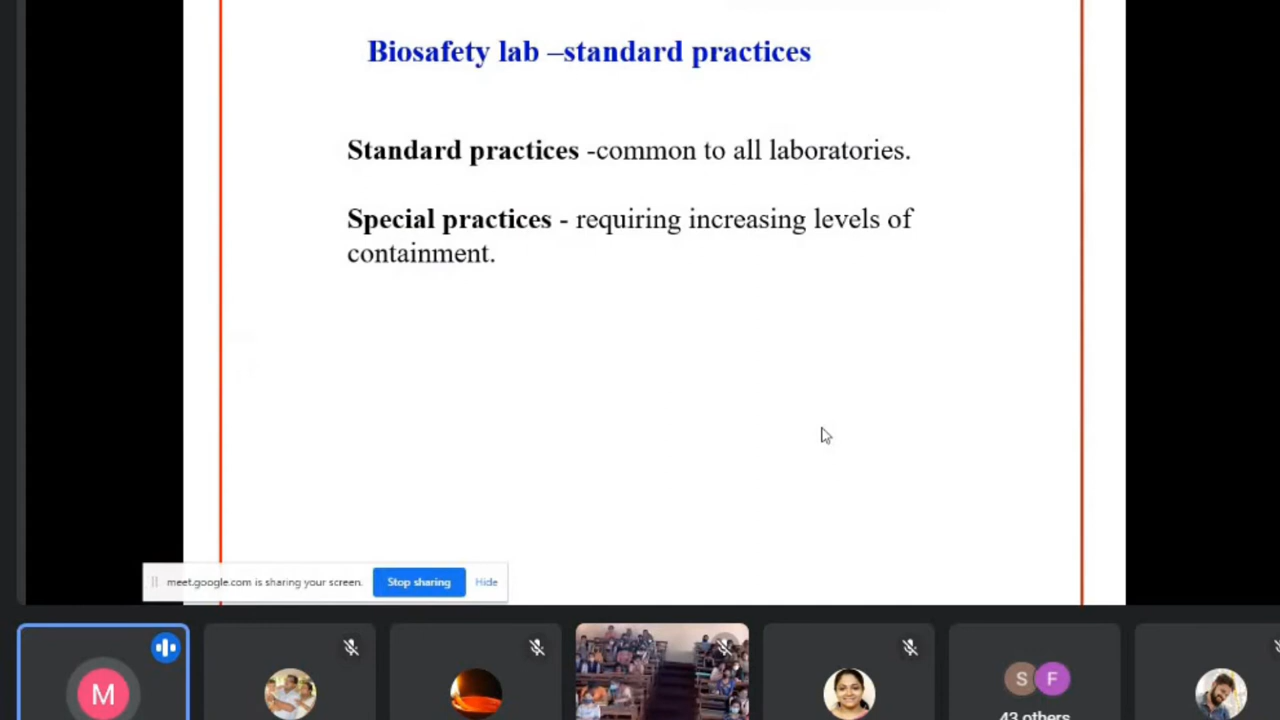 Biosafety lab –standard practices
Standard practices -common to all laboratories.
Special practices - requiring increasing levels of
containment.
meet.google.com is sharing your screen. Stop sharing Hide
M
S F
43 others